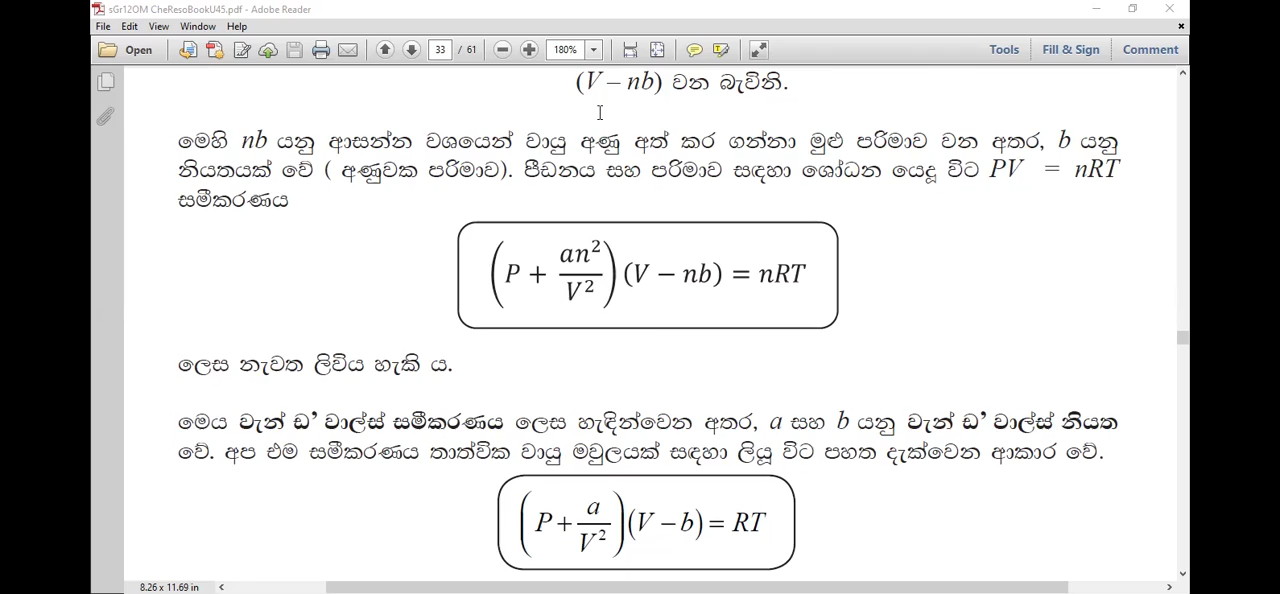 sGr12OM CheResoBookU45.pdf - Adobe Reader
File Edit View Window Help
Open 33 / 61 180% Tools Fill & Sign Comment
(V – nb) වන බැවිනි.
මෙහි nb යනු ආසන්න වශයෙන් වායු අණු අත් කර ගන්නා මුළු පරිමාව වන අතර, b යනු
නියතයක් වේ ( අණුවක පරිමාව). පීඩනය සහ පරිමාව සඳහා ශෝධන යෙදූ විට PV = nRT
සමීකරණය
(P + an²/V²) (V − nb) = nRT
ලෙස නැවත ලිවිය හැකි ය.
මෙය වැන් ඩ’ වාල්ස් සමීකරණය ලෙස හැඳින්වෙන අතර, a සහ b යනු වැන් ඩ’ වාල්ස් නියත
වේ. අප එම සමීකරණය තාත්වික වායු මවුලයක් සඳහා ලියූ විට පහත දැක්වෙන ආකාර වේ.
(P + a/V²) (V − b) = RT
8.26 x 11.69 in